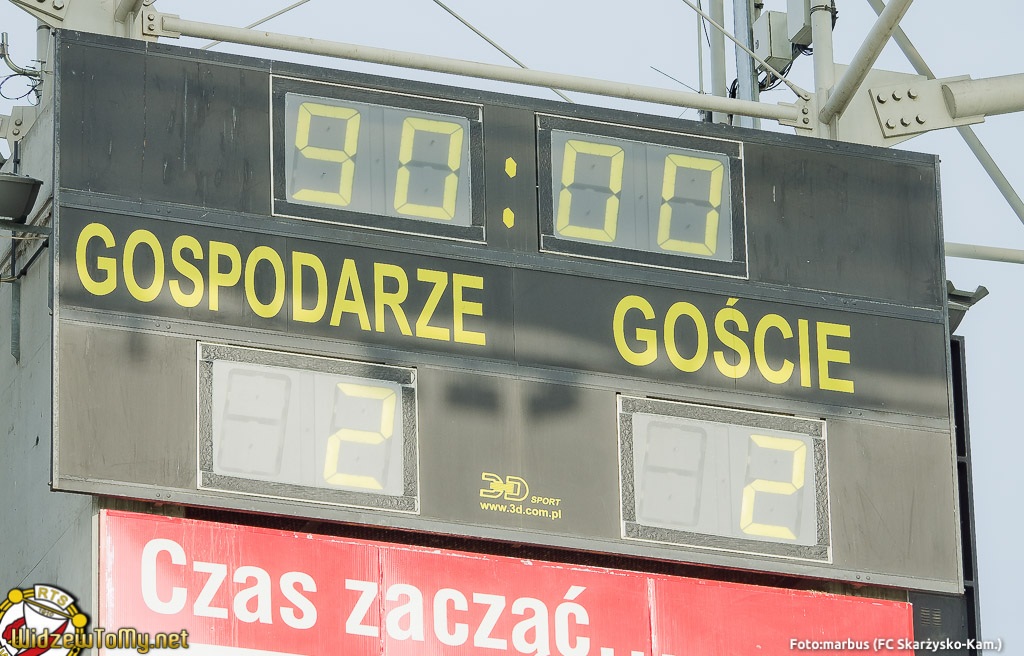 90:00
GOSPODARZE GOŚCIE
2 2
3D SPORT
www.3d.com.pl
Czas zacząć...
RTS
WidzewToMy.net
Foto:marbus (FC Skarżysko-Kam.)